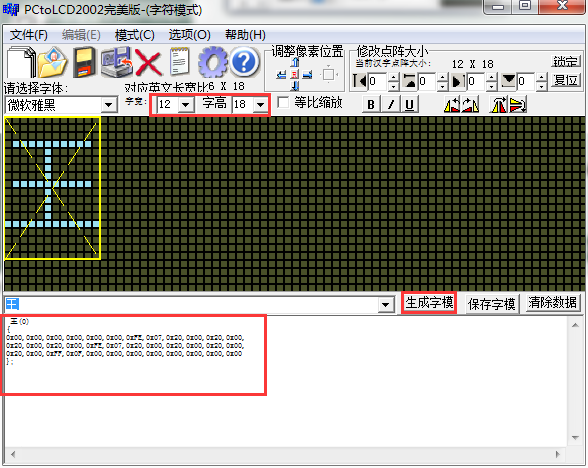 PCtoLCD2002完美版-(字符模式)
文件(F) 编辑(E) 模式(C) 选项(O) 帮助(H)
调整像素位置 修改点阵大小
当前汉字点阵大小: 12 X 18 锁定
0 0 0 0 复位
请选择字体: 对应英文长宽比6 X 18
微软雅黑 字宽: 12 字高 18 等比缩放 B / U
王
王 生成字模 保存字模 清除数据
王(0)
{
0x00,0x00,0x00,0x00,0x00,0x00,0xFE,0x07,0x20,0x00,0x20,0x00,
0x20,0x00,0x20,0x00,0xFE,0x07,0x20,0x00,0x20,0x00,0x20,0x00,
0x20,0x00,0xFF,0x0F,0x00,0x00,0x00,0x00,0x00,0x00,0x00,0x00
};